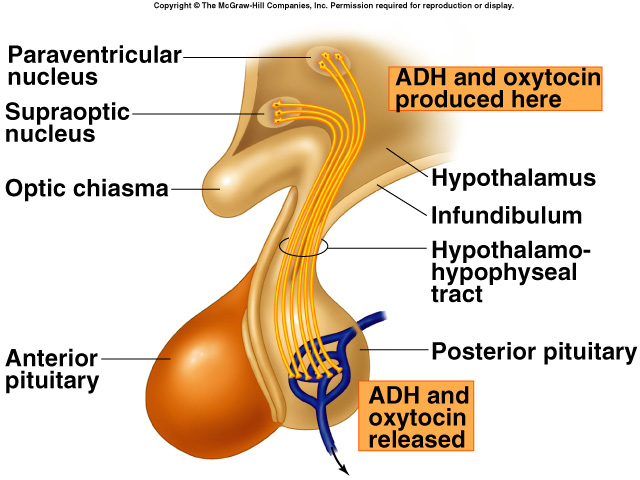 Copyright © The McGraw-Hill Companies, Inc. Permission required for reproduction or display.
Paraventricular
nucleus
ADH and oxytocin
produced here
Supraoptic
nucleus
Optic chiasma
Hypothalamus
Infundibulum
Hypothalamo-
hypophyseal
tract
Anterior
pituitary
Posterior pituitary
ADH and
oxytocin
released